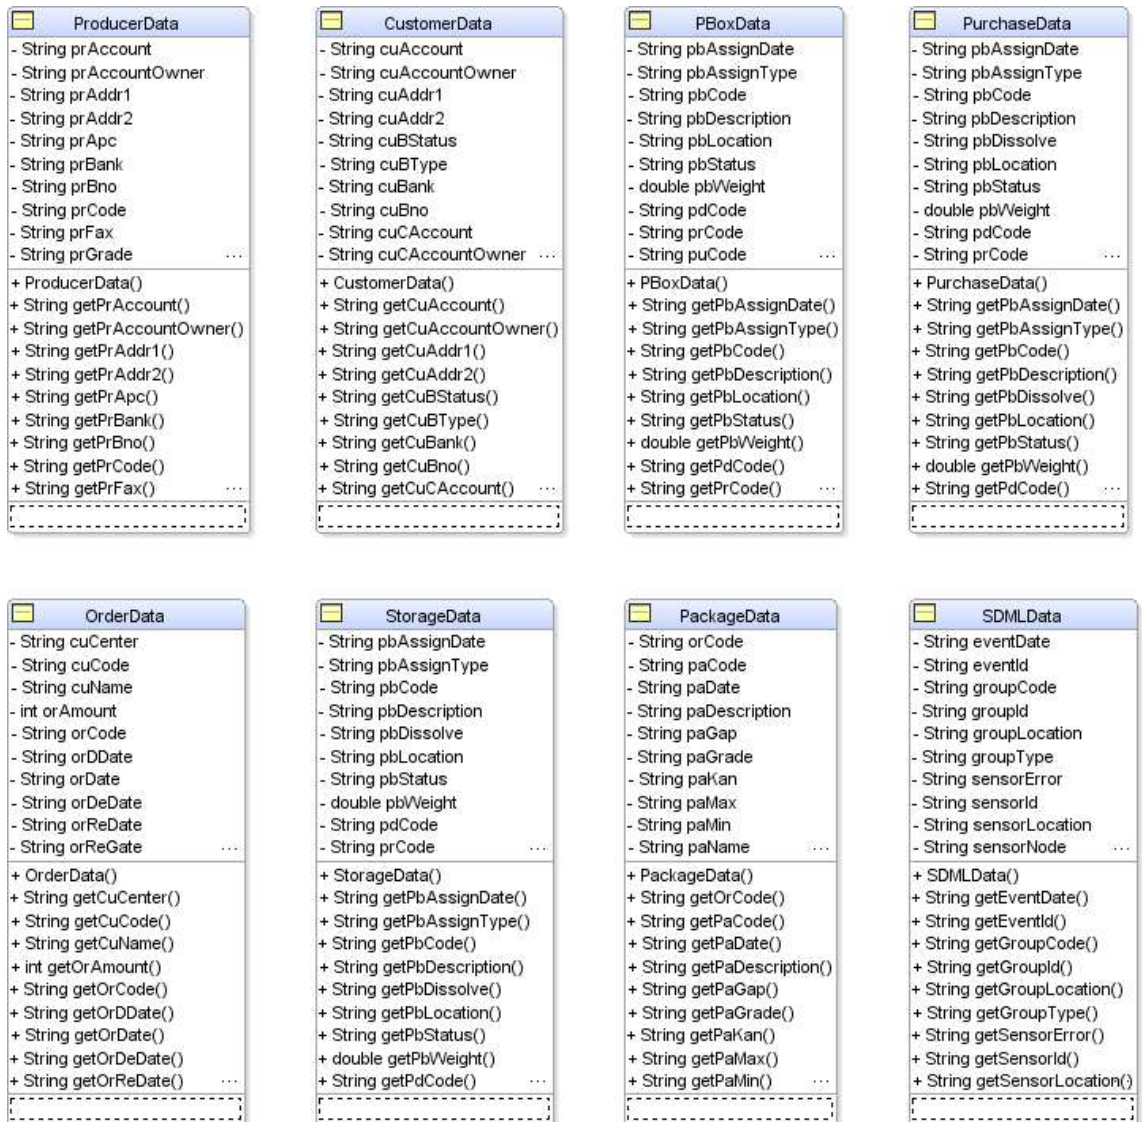 ProducerData
- String prAccount
- String prAccountOwner
- String prAddr1
- String prAddr2
- String prApc
- String prBank
- String prBno
- String prCode
- String prFax
- String prGrade ...
+ ProducerData()
+ String getPrAccount()
+ String getPrAccountOwner()
+ String getPrAddr1()
+ String getPrAddr2()
+ String getPrApc()
+ String getPrBank()
+ String getPrBno()
+ String getPrCode()
+ String getPrFax() ...
CustomerData
- String cuAccount
- String cuAccountOwner
- String cuAddr1
- String cuAddr2
- String cuBStatus
- String cuBType
- String cuBank
- String cuBno
- String cuCAccount
- String cuCAccountOwner ...
+ CustomerData()
+ String getCuAccount()
+ String getCuAccountOwner()
+ String getCuAddr1()
+ String getCuAddr2()
+ String getCuBStatus()
+ String getCuBType()
+ String getCuBank()
+ String getCuBno()
+ String getCuCAccount() ...
PBoxData
- String pbAssignDate
- String pbAssignType
- String pbCode
- String pbDescription
- String pbLocation
- String pbStatus
- double pbWeight
- String pdCode
- String prCode
- String puCode ...
+ PBoxData()
+ String getPbAssignDate()
+ String getPbAssignType()
+ String getPbCode()
+ String getPbDescription()
+ String getPbLocation()
+ String getPbStatus()
+ double getPbWeight()
+ String getPdCode()
+ String getPrCode() ...
PurchaseData
- String pbAssignDate
- String pbAssignType
- String pbCode
- String pbDescription
- String pbDissolve
- String pbLocation
- String pbStatus
- double pbWeight
- String pdCode
- String prCode ...
+ PurchaseData()
+ String getPbAssignDate()
+ String getPbAssignType()
+ String getPbCode()
+ String getPbDescription()
+ String getPbDissolve()
+ String getPbLocation()
+ String getPbStatus()
+ double getPbWeight()
+ String getPdCode() ...
OrderData
- String cuCenter
- String cuCode
- String cuName
- int orAmount
- String orCode
- String orDDate
- String orDate
- String orDeDate
- String orReDate
- String orReGate ...
+ OrderData()
+ String getCuCenter()
+ String getCuCode()
+ String getCuName()
+ int getOrAmount()
+ String getOrCode()
+ String getOrDDate()
+ String getOrDate()
+ String getOrDeDate()
+ String getOrReDate() ...
StorageData
- String pbAssignDate
- String pbAssignType
- String pbCode
- String pbDescription
- String pbDissolve
- String pbLocation
- String pbStatus
- double pbWeight
- String pdCode
- String prCode ...
+ StorageData()
+ String getPbAssignDate()
+ String getPbAssignType()
+ String getPbCode()
+ String getPbDescription()
+ String getPbDissolve()
+ String getPbLocation()
+ String getPbStatus()
+ double getPbWeight()
+ String getPdCode() ...
PackageData
- String orCode
- String paCode
- String paDate
- String paDescription
- String paGap
- String paGrade
- String paKan
- String paMax
- String paMin
- String paName ...
+ PackageData()
+ String getOrCode()
+ String getPaCode()
+ String getPaDate()
+ String getPaDescription()
+ String getPaGap()
+ String getPaGrade()
+ String getPaKan()
+ String getPaMax()
+ String getPaMin() ...
SDMLData
- String eventDate
- String eventId
- String groupCode
- String groupId
- String groupLocation
- String groupType
- String sensorError
- String sensorId
- String sensorLocation
- String sensorNode ...
+ SDMLData()
+ String getEventDate()
+ String getEventId()
+ String getGroupCode()
+ String getGroupId()
+ String getGroupLocation()
+ String getGroupType()
+ String getSensorError()
+ String getSensorId()
+ String getSensorLocation()